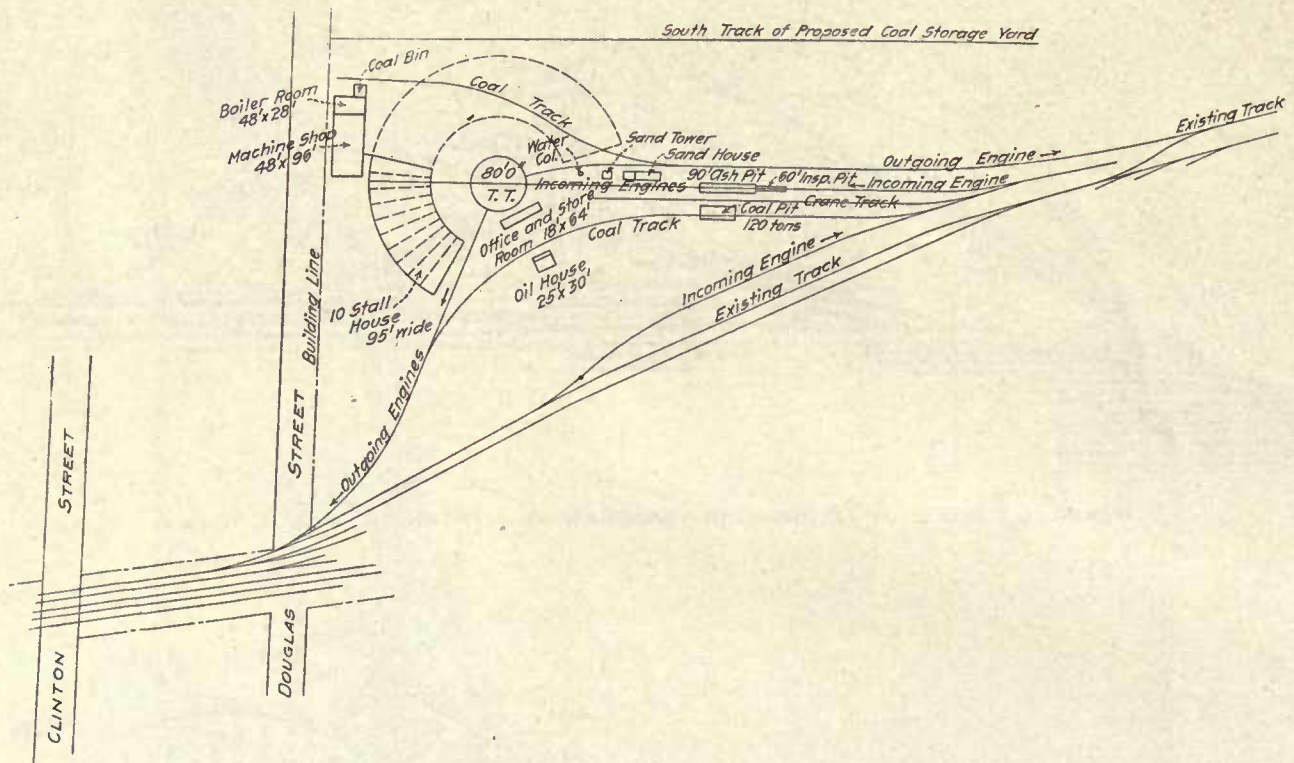 South Track of Proposed Coal Storage Yard
Coal Bin
Boiler Room
48'x28'
Machine Shop
48'x96'
Coal Track
Water
Col.
Sand Tower
Sand House
80'0
T. T.
Incoming Engines
90'Ash Pit
60'Insp. Pit
Incoming Engine
Outgoing Engine
Existing Track
Crane Track
Coal Pit
120 tons
Office and Store
Room 18'x64'
Coal Track
Oil House
25'x30'
10 Stall
House
95' wide
Incoming Engine
Existing Track
Outgoing Engines
Building Line
STREET
DOUGLAS
STREET
CLINTON